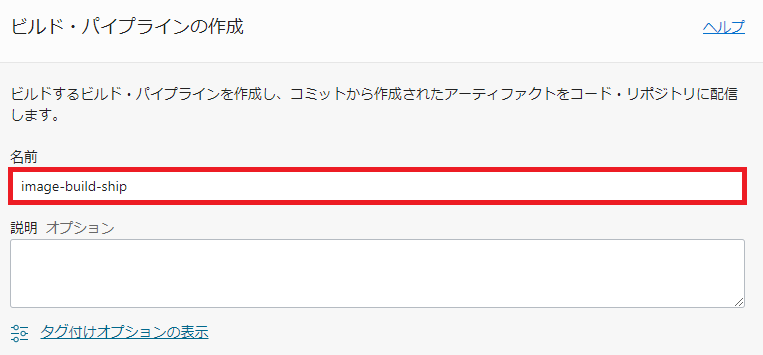 ビルド・パイプラインの作成
ヘルプ
ビルドするビルド・パイプラインを作成し、コミットから作成されたアーティファクトをコード・リポジトリに配信
します。
名前
image-build-ship
説明 オプション
タグ付けオプションの表示